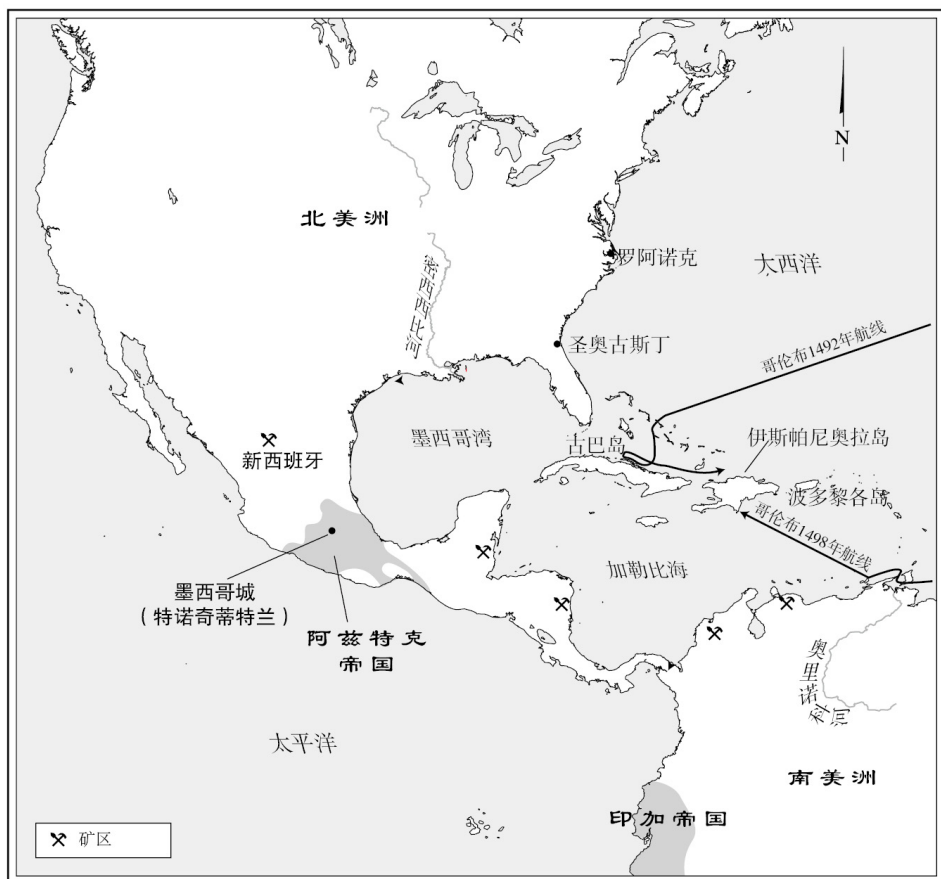 N
北美洲
罗阿诺克
大西洋
密西西比河
圣奥古斯丁
哥伦布1492年航线
墨西哥湾
古巴岛
伊斯帕尼奥拉岛
新西班牙
波多黎各岛
哥伦布1498年航线
加勒比海
墨西哥城
（特诺奇蒂特兰）
阿兹特克
帝国
奥里诺科河
太平洋
南美洲
印加帝国
矿区